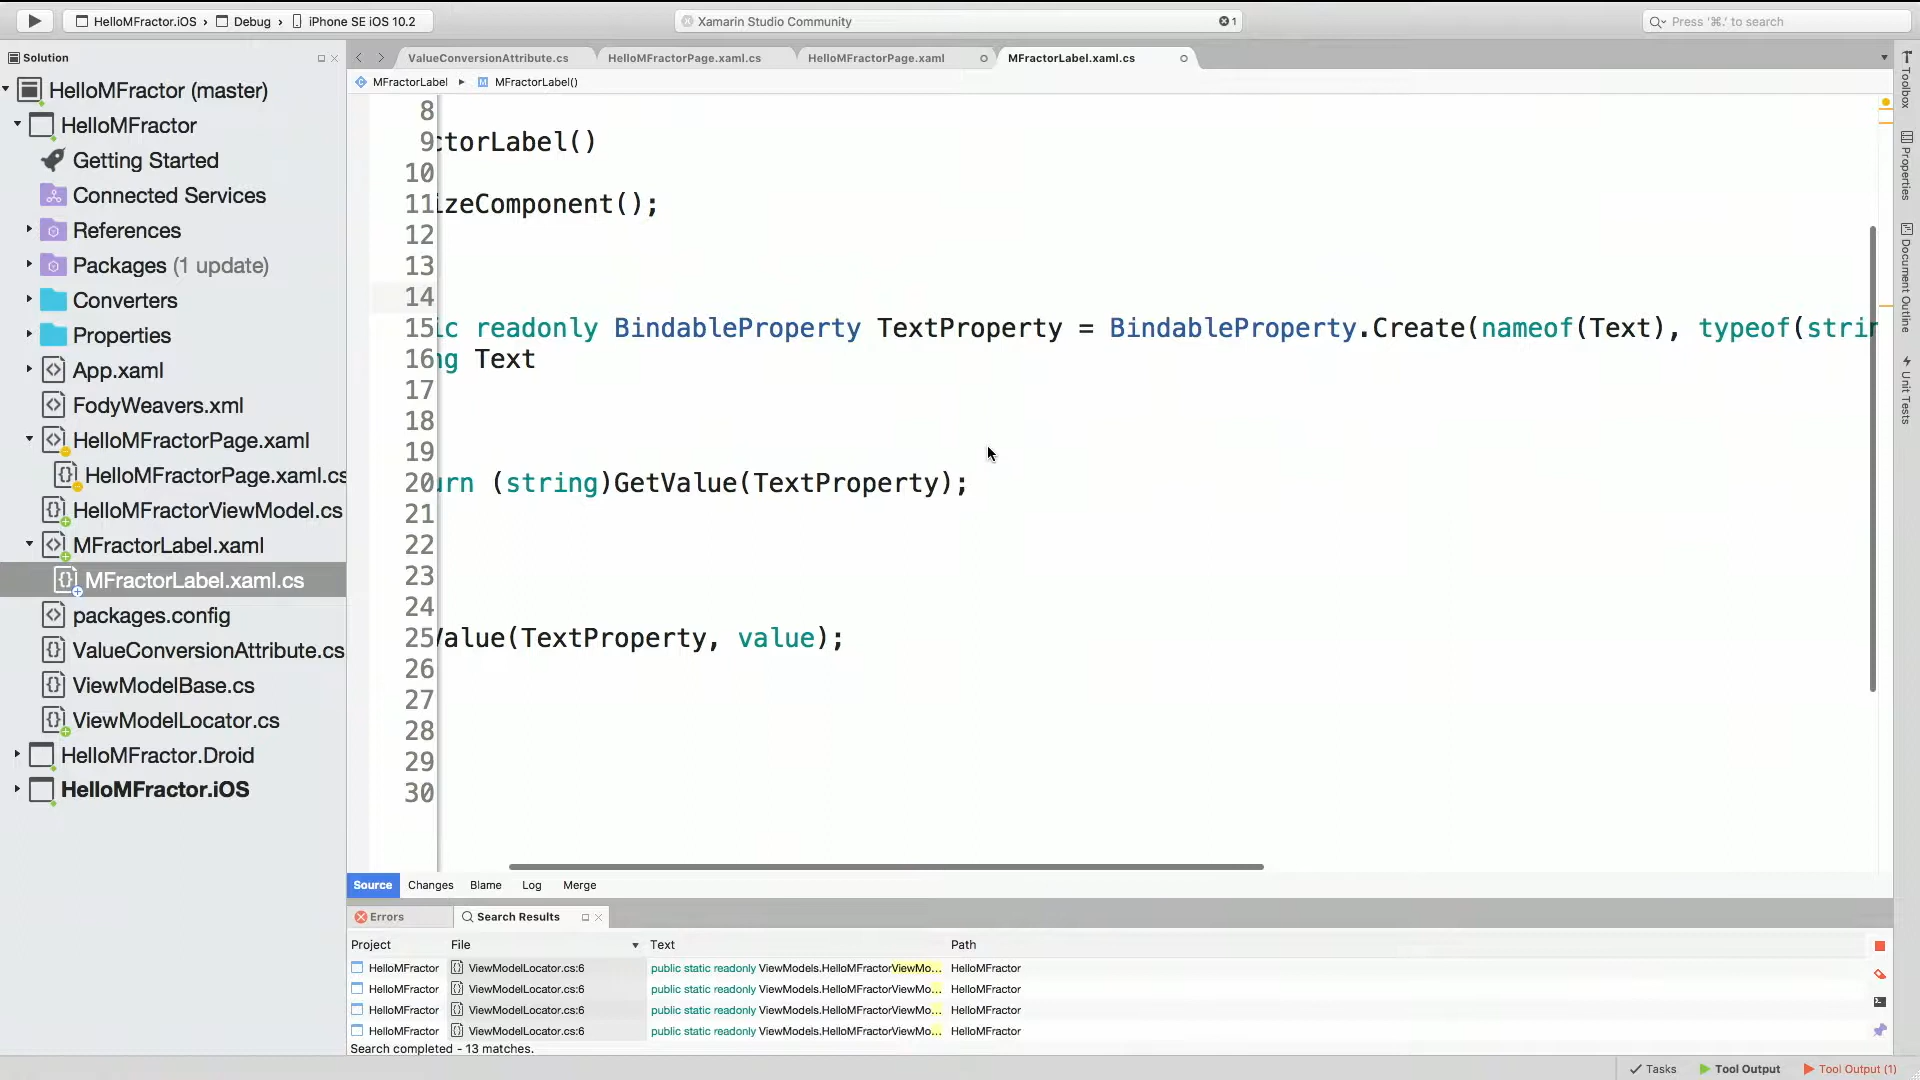 HelloMFractor.iOS › Debug › iPhone SE iOS 10.2
Xamarin Studio Community
1
Press '⌘.' to search
Solution
ValueConversionAttribute.cs
HelloMFractorPage.xaml.cs
HelloMFractorPage.xaml
MFractorLabel.xaml.cs
MFractorLabel
MFractorLabel()
HelloMFractor (master)
HelloMFractor
Getting Started
Connected Services
References
Packages (1 update)
Converters
Properties
App.xaml
FodyWeavers.xml
HelloMFractorPage.xaml
HelloMFractorPage.xaml.cs
HelloMFractorViewModel.cs
MFractorLabel.xaml
MFractorLabel.xaml.cs
packages.config
ValueConversionAttribute.cs
ViewModelBase.cs
ViewModelLocator.cs
HelloMFractor.Droid
HelloMFractor.iOS
8
9 ctorLabel()
10
11 izeComponent();
12
13
14
15 ic readonly BindableProperty TextProperty = BindableProperty.Create(nameof(Text), typeof(strin
16 ng Text
17
18
19
20 urn (string)GetValue(TextProperty);
21
22
23
24
25 Value(TextProperty, value);
26
27
28
29
30
Toolbox
Properties
Document Outline
Unit Tests
Source Changes Blame Log Merge
Errors
Search Results
Project File Text Path
HelloMFractor ViewModelLocator.cs:6 public static readonly ViewModels.HelloMFractorViewMo... HelloMFractor
HelloMFractor ViewModelLocator.cs:6 public static readonly ViewModels.HelloMFractorViewMo... HelloMFractor
HelloMFractor ViewModelLocator.cs:6 public static readonly ViewModels.HelloMFractorViewMo... HelloMFractor
HelloMFractor ViewModelLocator.cs:6 public static readonly ViewModels.HelloMFractorViewMo... HelloMFractor
Search completed - 13 matches.
Tasks
Tool Output
Tool Output (1)